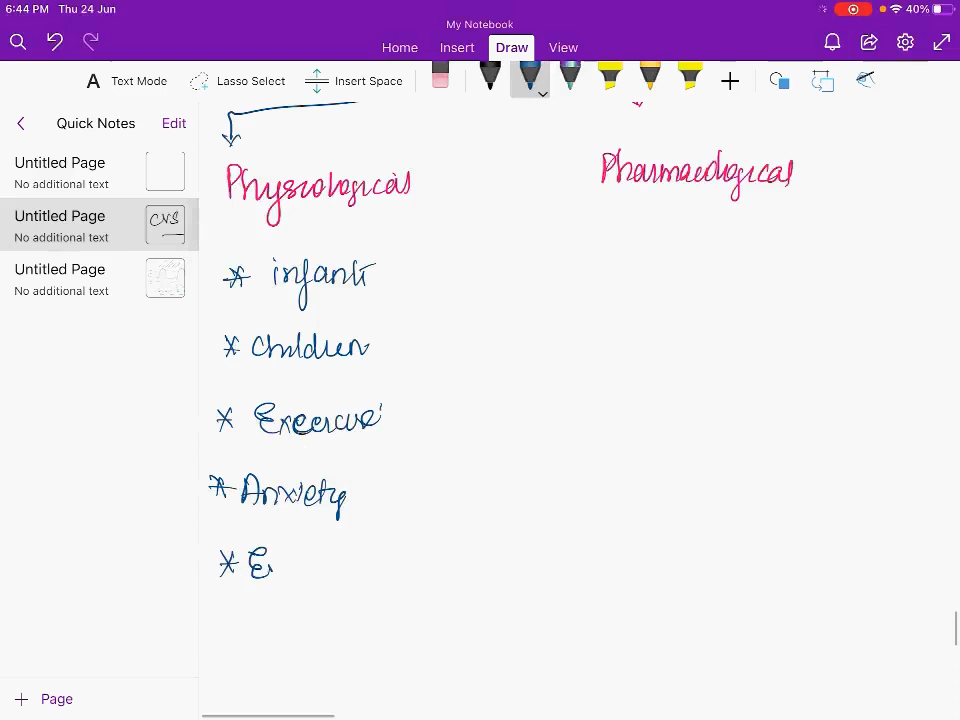 6:44 PM Thu 24 Jun 40%
My Notebook
Home Insert Draw View
Text Mode Lasso Select Insert Space
Quick Notes Edit
Untitled Page
No additional text
Untitled Page
No additional text
CNS
Untitled Page
No additional text
Physiological Pharmacological
* infant
* Children
* Exercise
* Anxiety
* E
+ Page